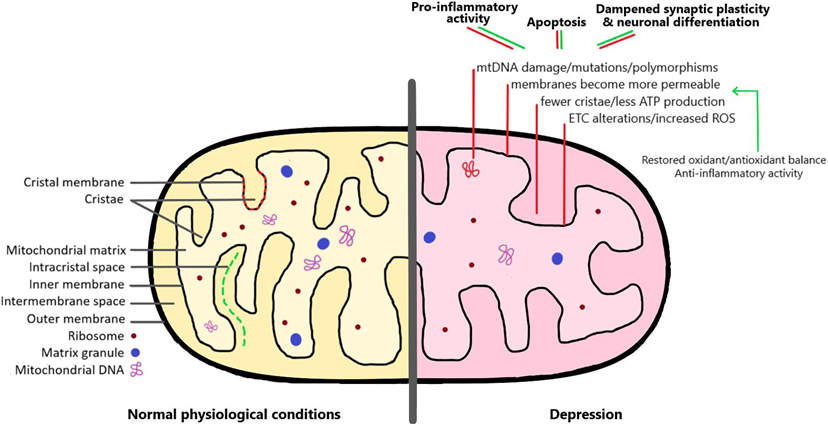 Pro-inflammatory
activity
Apoptosis
Dampened synaptic plasticity
& neuronal differentiation
mtDNA damage/mutations/polymorphisms
membranes become more permeable
fewer cristae/less ATP production
ETC alterations/increased ROS
Restored oxidant/antioxidant balance
Anti-inflammatory activity
Cristal membrane
Cristae
Mitochondrial matrix
Intracristal space
Inner membrane
Intermembrane space
Outer membrane
Ribosome
Matrix granule
Mitochondrial DNA
Normal physiological conditions
Depression